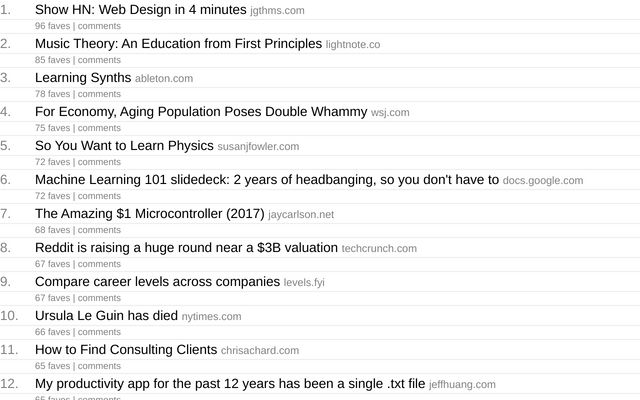 1. Show HN: Web Design in 4 minutes jgthms.com
96 faves | comments
2. Music Theory: An Education from First Principles lightnote.co
85 faves | comments
3. Learning Synths ableton.com
78 faves | comments
4. For Economy, Aging Population Poses Double Whammy wsj.com
75 faves | comments
5. So You Want to Learn Physics susanjfowler.com
72 faves | comments
6. Machine Learning 101 slidedeck: 2 years of headbanging, so you don't have to docs.google.com
72 faves | comments
7. The Amazing $1 Microcontroller (2017) jaycarlson.net
68 faves | comments
8. Reddit is raising a huge round near a $3B valuation techcrunch.com
67 faves | comments
9. Compare career levels across companies levels.fyi
67 faves | comments
10. Ursula Le Guin has died nytimes.com
66 faves | comments
11. How to Find Consulting Clients chrisachard.com
65 faves | comments
12. My productivity app for the past 12 years has been a single .txt file jeffhuang.com
65 faves | comments